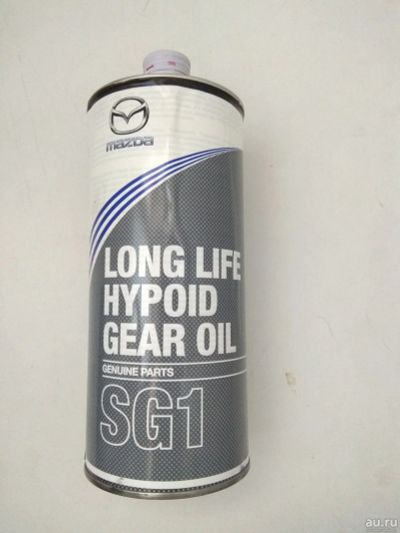 mazda
LONG LIFE
HYPOID
GEAR OIL
GENUINE PARTS
SG1
au.ru